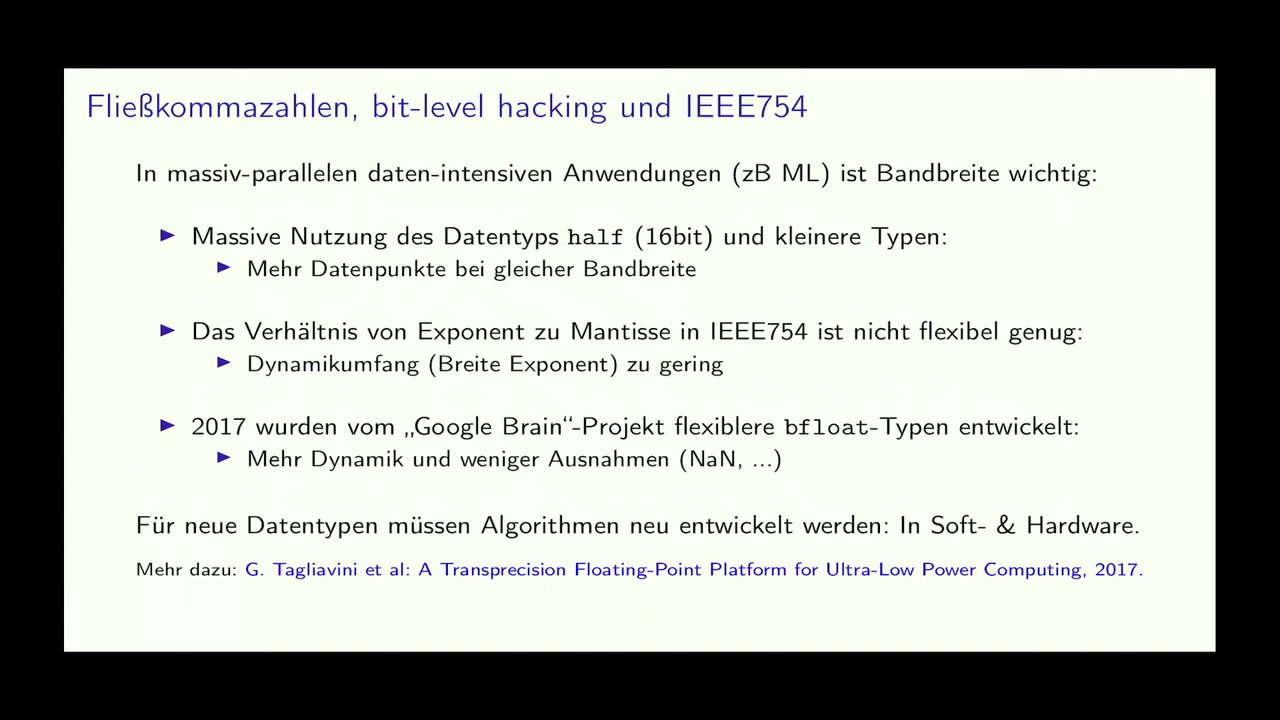 Fließkommazahlen, bit-level hacking und IEEE754
In massiv-parallelen daten-intensiven Anwendungen (zB ML) ist Bandbreite wichtig:
Massive Nutzung des Datentyps half (16bit) und kleinere Typen:
Mehr Datenpunkte bei gleicher Bandbreite
Das Verhältnis von Exponent zu Mantisse in IEEE754 ist nicht flexibel genug:
Dynamikumfang (Breite Exponent) zu gering
2017 wurden vom „Google Brain“-Projekt flexiblere bfloat-Typen entwickelt:
Mehr Dynamik und weniger Ausnahmen (NaN, ...)
Für neue Datentypen müssen Algorithmen neu entwickelt werden: In Soft- & Hardware.
Mehr dazu: G. Tagliavini et al: A Transprecision Floating-Point Platform for Ultra-Low Power Computing, 2017.